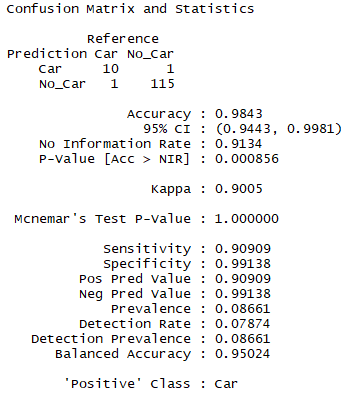 Confusion Matrix and Statistics
Reference
Prediction Car No_Car
Car 10 1
No_Car 1 115
Accuracy : 0.9843
95% CI : (0.9443, 0.9981)
No Information Rate : 0.9134
P-Value [Acc > NIR] : 0.000856
Kappa : 0.9005
Mcnemar's Test P-Value : 1.000000
Sensitivity : 0.90909
Specificity : 0.99138
Pos Pred Value : 0.90909
Neg Pred Value : 0.99138
Prevalence : 0.08661
Detection Rate : 0.07874
Detection Prevalence : 0.08661
Balanced Accuracy : 0.95024
'Positive' Class : Car